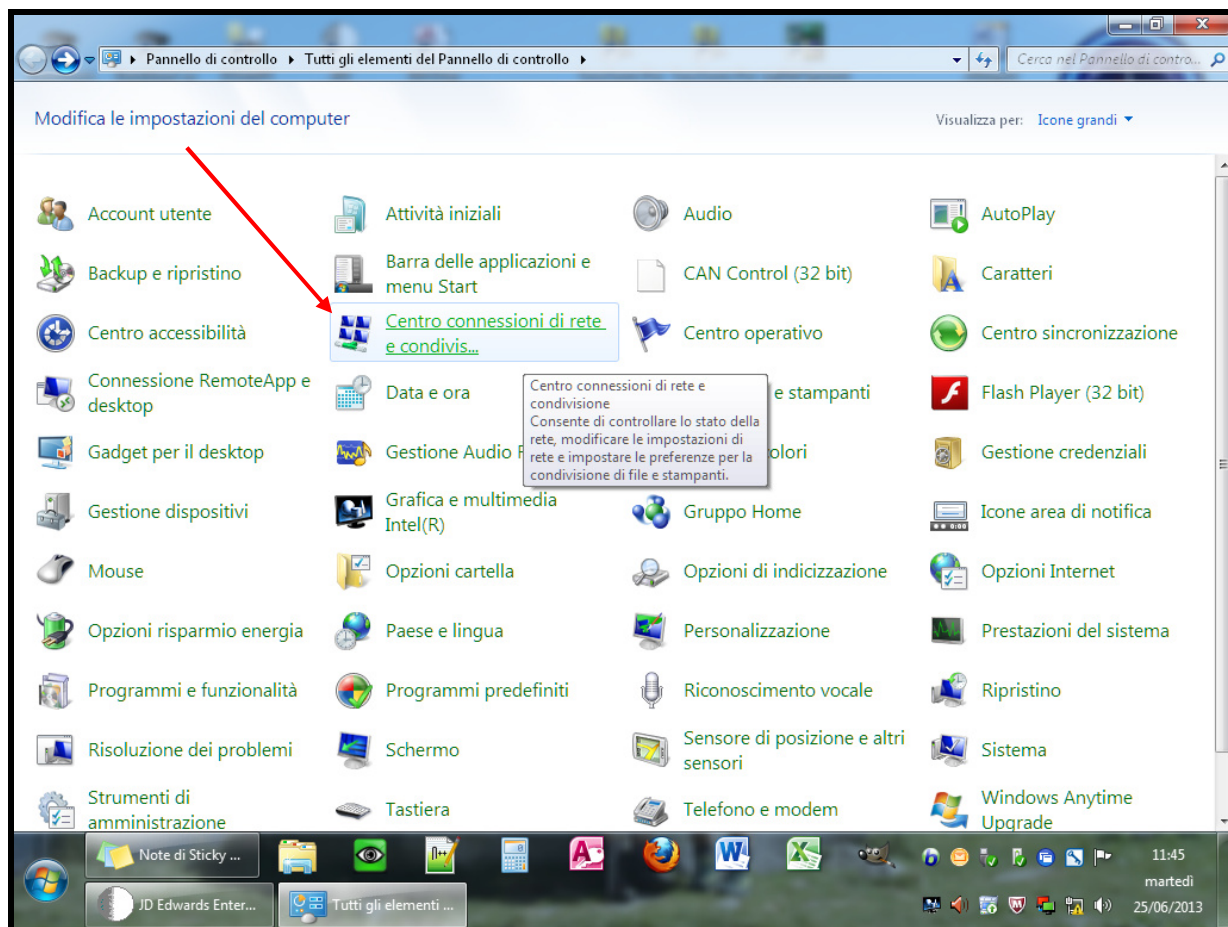 Pannello di controllo ▸ Tutti gli elementi del Pannello di controllo ▸
Cerca nel Pannello di contro...
Modifica le impostazioni del computer
Visualizza per: Icone grandi
Account utente
Attività iniziali
Audio
AutoPlay
Backup e ripristino
Barra delle applicazioni e
menu Start
CAN Control (32 bit)
Caratteri
Centro accessibilità
Centro connessioni di rete
e condivis...
Centro operativo
Centro sincronizzazione
Connessione RemoteApp e
desktop
Data e ora
e stampanti
Flash Player (32 bit)
Centro connessioni di rete e
condivisione
Consente di controllare lo stato della
rete, modificare le impostazioni di
rete e impostare le preferenze per la
condivisione di file e stampanti.
Gadget per il desktop
Gestione Audio
olori
Gestione credenziali
Gestione dispositivi
Grafica e multimedia
Intel(R)
Gruppo Home
Icone area di notifica
Mouse
Opzioni cartella
Opzioni di indicizzazione
Opzioni Internet
Opzioni risparmio energia
Paese e lingua
Personalizzazione
Prestazioni del sistema
Programmi e funzionalità
Programmi predefiniti
Riconoscimento vocale
Ripristino
Risoluzione dei problemi
Schermo
Sensore di posizione e altri
sensori
Sistema
Strumenti di
amministrazione
Tastiera
Telefono e modem
Windows Anytime
Upgrade
Note di Sticky ...
11:45
martedì
JD Edwards Enter...
Tutti gli elementi ...
25/06/2013